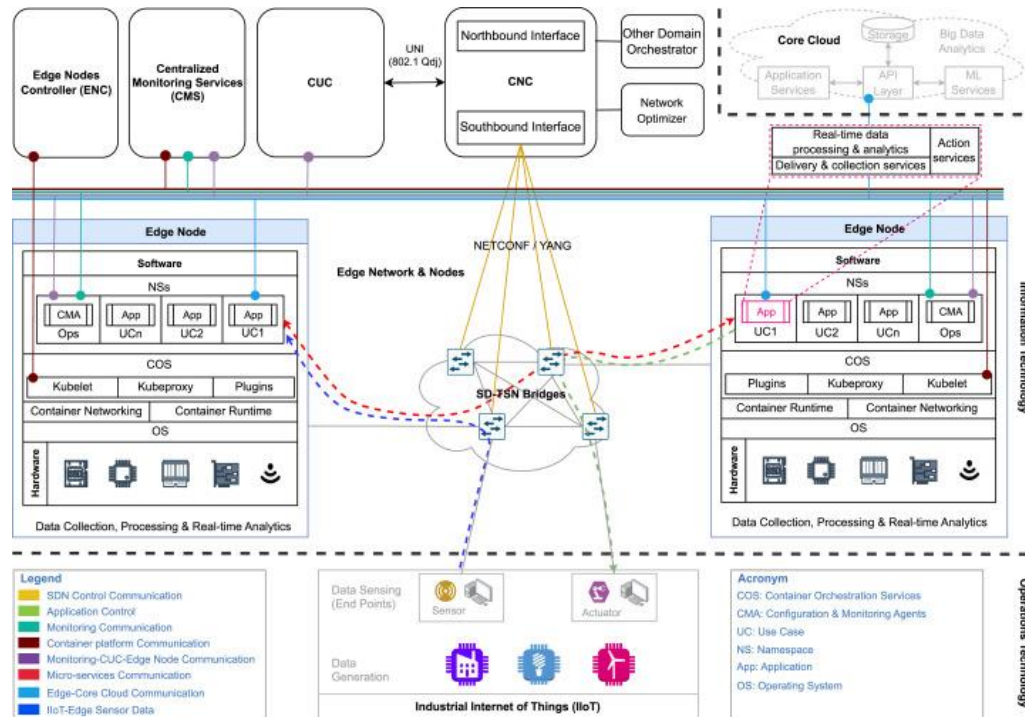 Edge Nodes
Controller (ENC)
Centralized
Monitoring Services
(CMS)
CUC
UNI
(802.1 Qdj)
Northbound Interface
CNC
Southbound Interface
Other Domain
Orchestrator
Network
Optimizer
Core Cloud
Storage
Big Data
Analytics
Application
Services
API
Layer
ML
Services
Real-time data
processing & analytics
Delivery & collection services
Action
services
Edge Node
Software
NSs
CMA
Ops
App
UCn
App
UC2
App
UC1
COS
Kubelet
Kubeproxy
Plugins
Container Networking
Container Runtime
OS
Hardware
Data Collection, Processing & Real-time Analytics
NETCONF / YANG
Edge Network & Nodes
SD-TSN Bridges
Edge Node
Software
NSs
App
UC1
App
UC2
App
UCn
CMA
Ops
COS
Plugins
Kubeproxy
Kubelet
Container Runtime
Container Networking
OS
Hardware
Data Collection, Processing & Real-time Analytics
Information Technology
Legend
SDN Control Communication
Application Control
Monitoring Communication
Container platform Communication
Monitoring-CUC-Edge Node Communication
Micro-services Communication
Edge-Core Cloud Communication
IIoT-Edge Sensor Data
Data Sensing
(End Points)
Sensor
Actuator
Data
Generation
Industrial Internet of Things (IIoT)
Acronym
COS: Container Orchestration Services
CMA: Configuration & Monitoring Agents
UC: Use Case
NS: Namespace
App: Application
OS: Operating System
Operations Technology